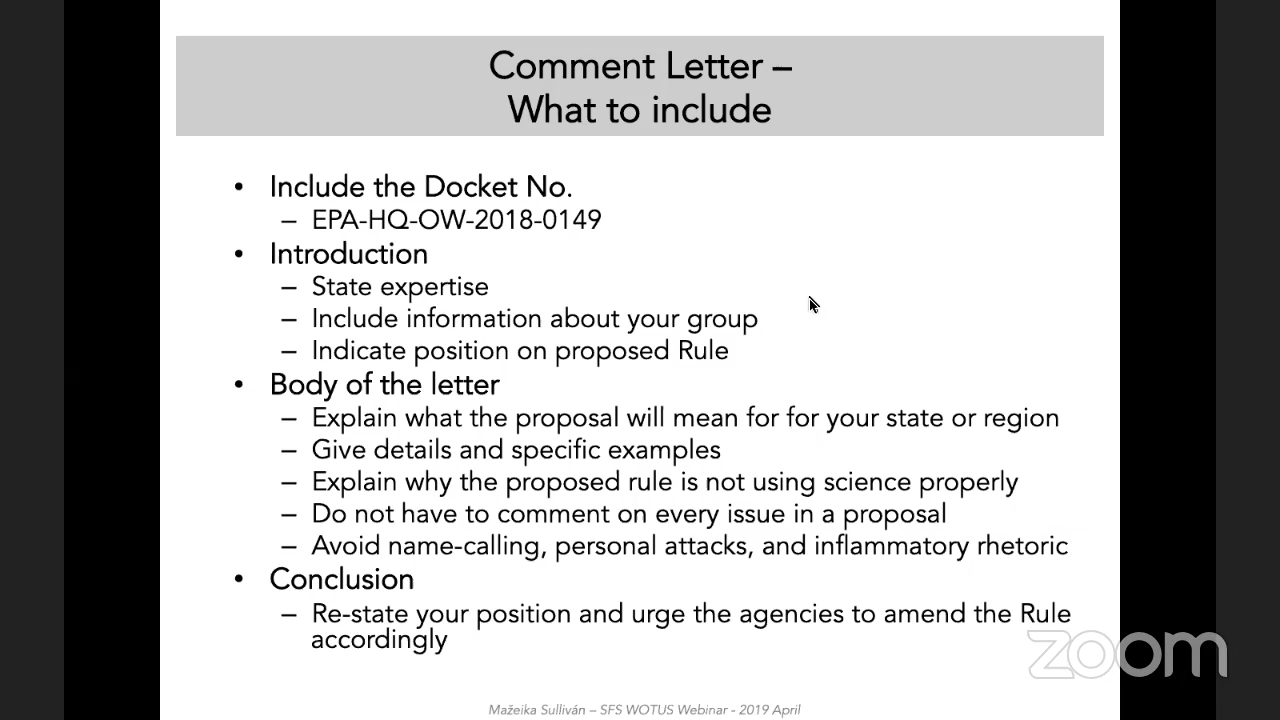 Comment Letter –
What to include
• Include the Docket No.
– EPA-HQ-OW-2018-0149
• Introduction
– State expertise
– Include information about your group
– Indicate position on proposed Rule
• Body of the letter
– Explain what the proposal will mean for for your state or region
– Give details and specific examples
– Explain why the proposed rule is not using science properly
– Do not have to comment on every issue in a proposal
– Avoid name-calling, personal attacks, and inflammatory rhetoric
• Conclusion
– Re-state your position and urge the agencies to amend the Rule
accordingly
zoom
Mažeika Sulliván – SFS WOTUS Webinar - 2019 April